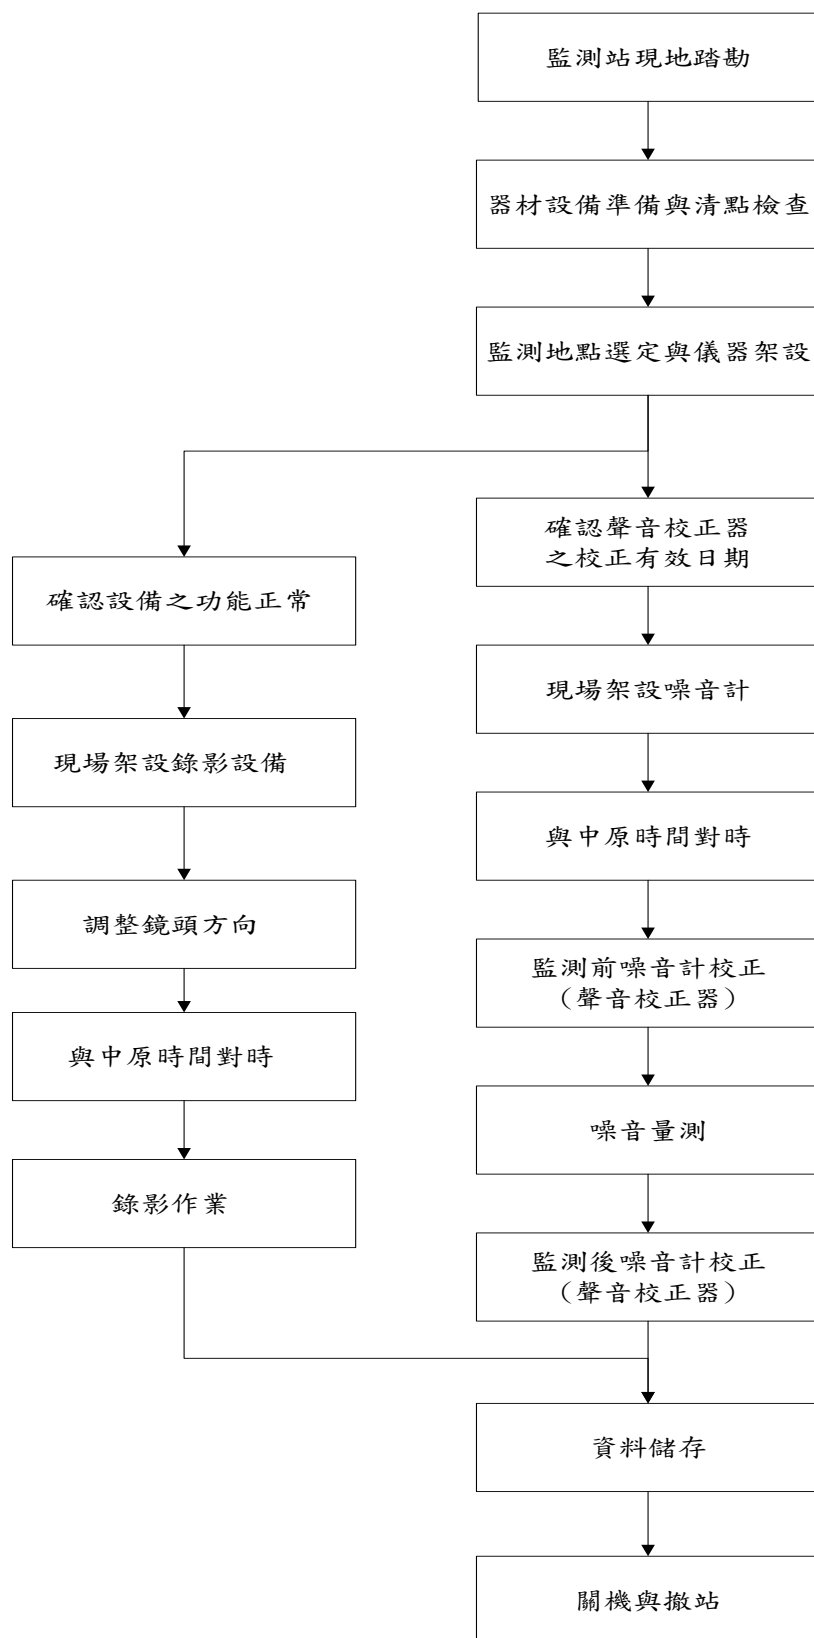 監測站現地踏勘
器材設備準備與清點檢查
監測地點選定與儀器架設
確認聲音校正器
之校正有效日期
確認設備之功能正常
現場架設噪音計
現場架設錄影設備
與中原時間對時
調整鏡頭方向
監測前噪音計校正
（聲音校正器）
與中原時間對時
噪音量測
錄影作業
監測後噪音計校正
（聲音校正器）
資料儲存
關機與撤站